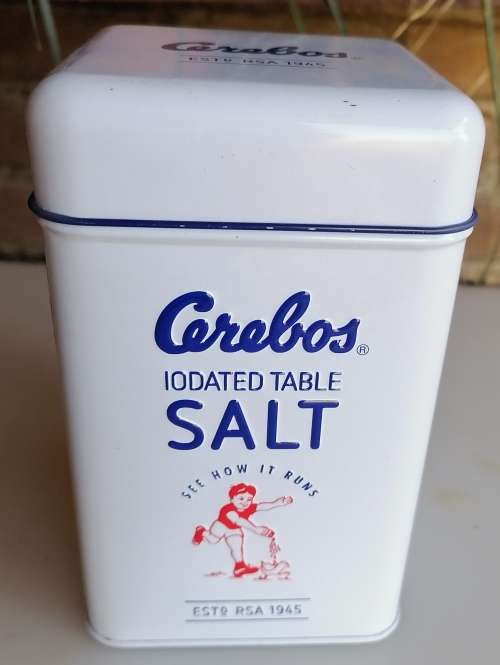 Cerebos
ESTD RSA 1945
Cerebos®
IODATED TABLE
SALT
SEE HOW IT RUNS
ESTD RSA 1945